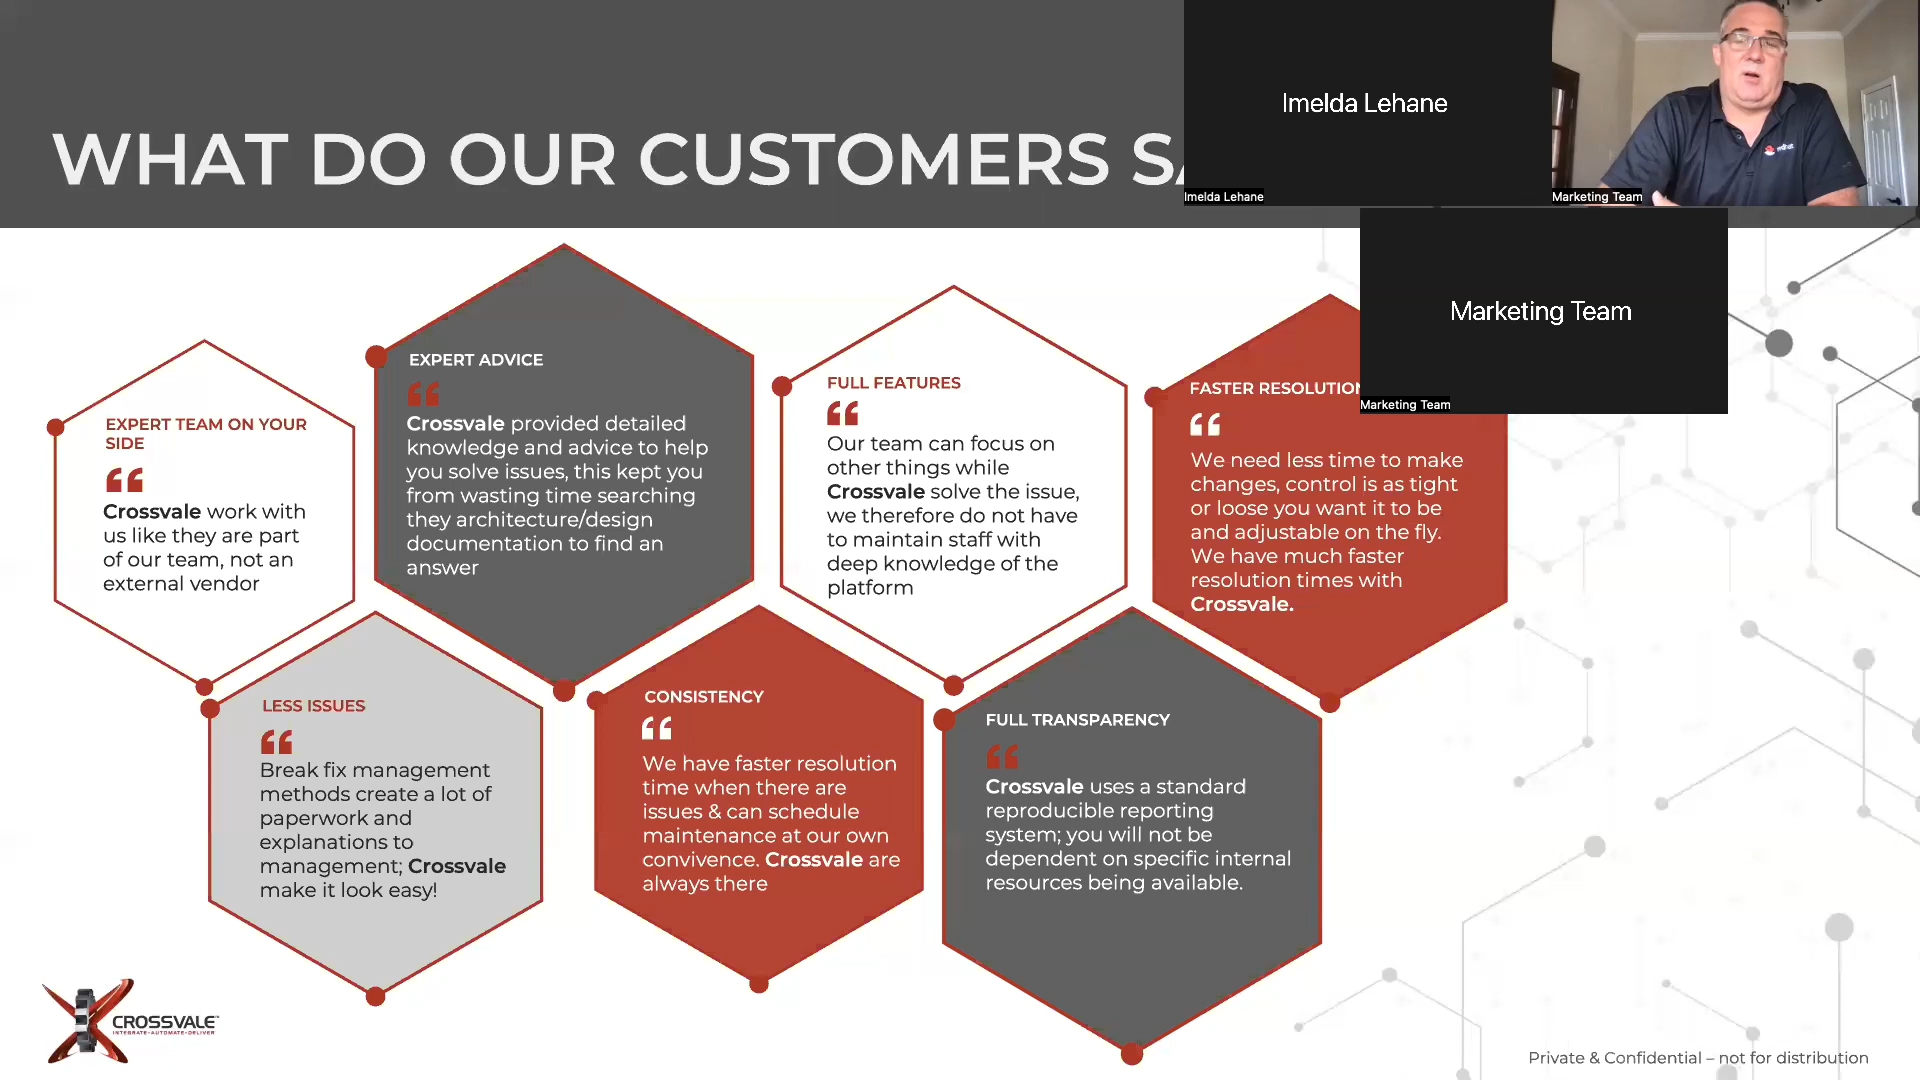 WHAT DO OUR CUSTOMERS SA
Imelda Lehane
Imelda Lehane
Marketing Team
Marketing Team
Marketing Team
EXPERT TEAM ON YOUR
SIDE
Crossvale work with
us like they are part
of our team, not an
external vendor
EXPERT ADVICE
Crossvale provided detailed
knowledge and advice to help
you solve issues, this kept you
from wasting time searching
they architecture/design
documentation to find an
answer
FULL FEATURES
Our team can focus on
other things while
Crossvale solve the issue,
we therefore do not have
to maintain staff with
deep knowledge of the
platform
FASTER RESOLUTION
We need less time to make
changes, control is as tight
or loose you want it to be
and adjustable on the fly.
We have much faster
resolution times with
Crossvale.
LESS ISSUES
Break fix management
methods create a lot of
paperwork and
explanations to
management; Crossvale
make it look easy!
CONSISTENCY
We have faster resolution
time when there are
issues & can schedule
maintenance at our own
convivence. Crossvale are
always there
FULL TRANSPARENCY
Crossvale uses a standard
reproducible reporting
system; you will not be
dependent on specific internal
resources being available.
CROSSVALE
INTEGRATE•AUTOMATE•DELIVER
Private & Confidential – not for distribution